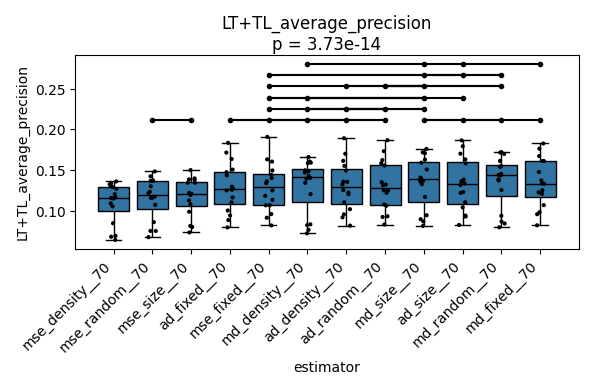 LT+TL_average_precision
p = 3.73e-14
LT+TL_average_precision
0.25
0.20
0.15
0.10
mse_density__70
mse_random__70
mse_size__70
ad_fixed__70
mse_fixed__70
md_density__70
ad_density__70
ad_random__70
md_size__70
ad_size__70
md_random__70
md_fixed__70
estimator